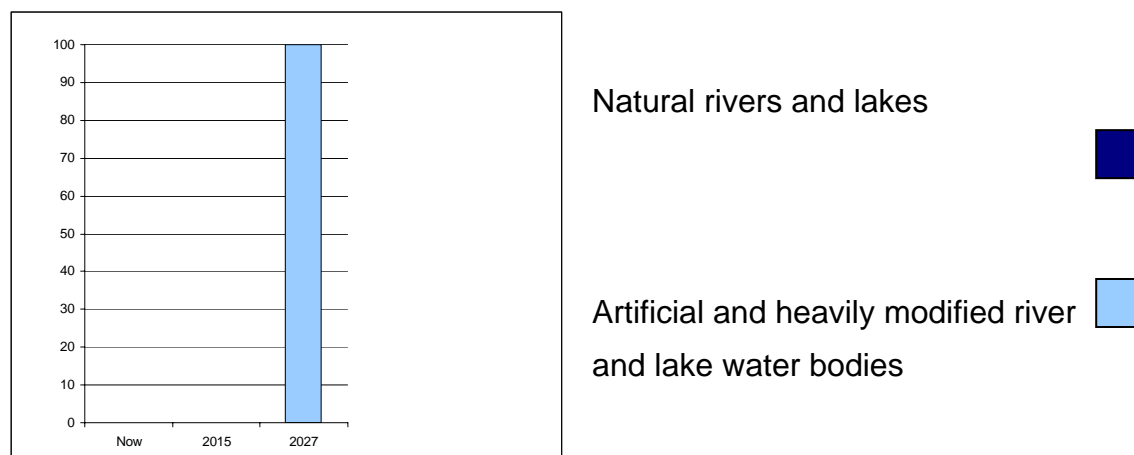 100
90
80
70
60
50
40
30
20
10
0
Now 2015 2027
Natural rivers and lakes
Artificial and heavily modified river
and lake water bodies